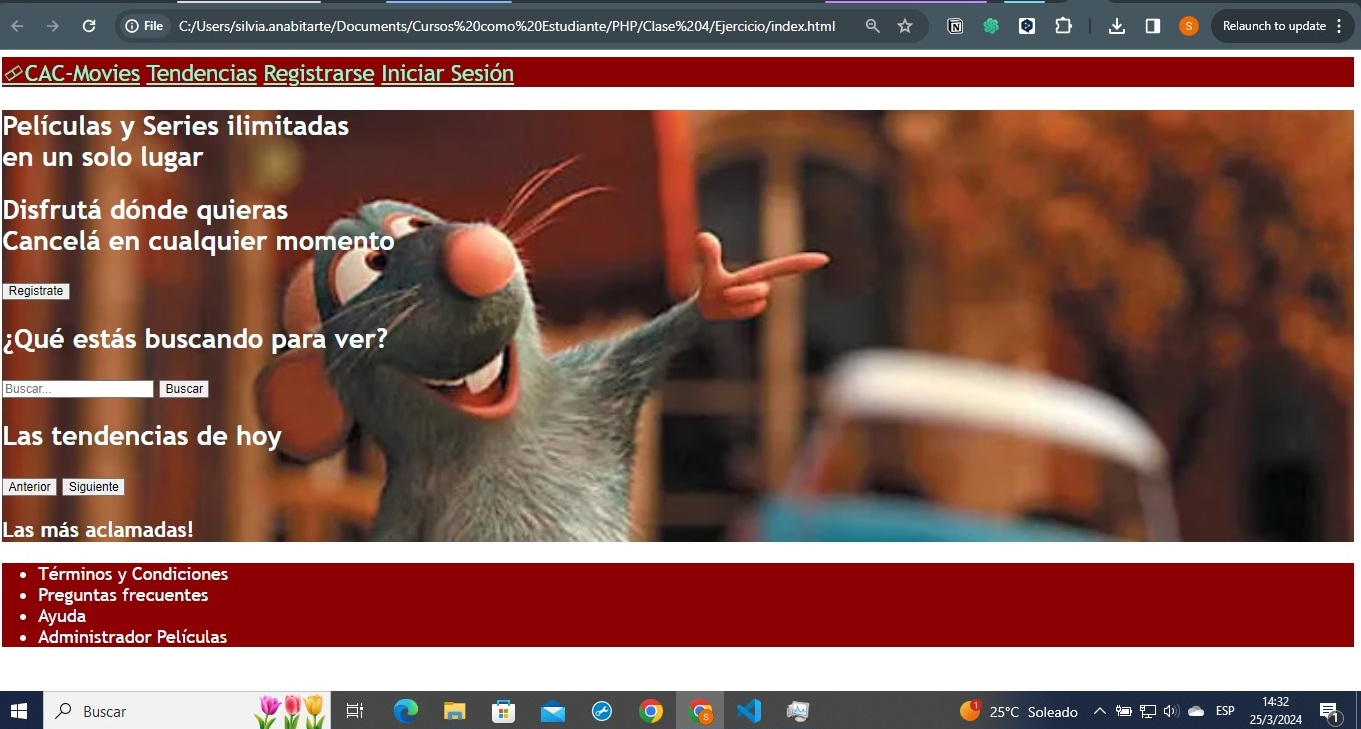 File C:/Users/silvia.anabitarte/Documents/Cursos%20como%20Estudiante/PHP/Clase%204/Ejercicio/index.html S Relaunch to update
CAC-Movies Tendencias Registrarse Iniciar Sesión
Películas y Series ilimitadas
en un solo lugar
Disfrutá dónde quieras
Cancelá en cualquier momento
Registrate
¿Qué estás buscando para ver?
Buscar... Buscar
Las tendencias de hoy
Anterior Siguiente
Las más aclamadas!
Términos y Condiciones
Preguntas frecuentes
Ayuda
Administrador Películas
Buscar S 1 25°C Soleado ESP 14:32
25/3/2024 1